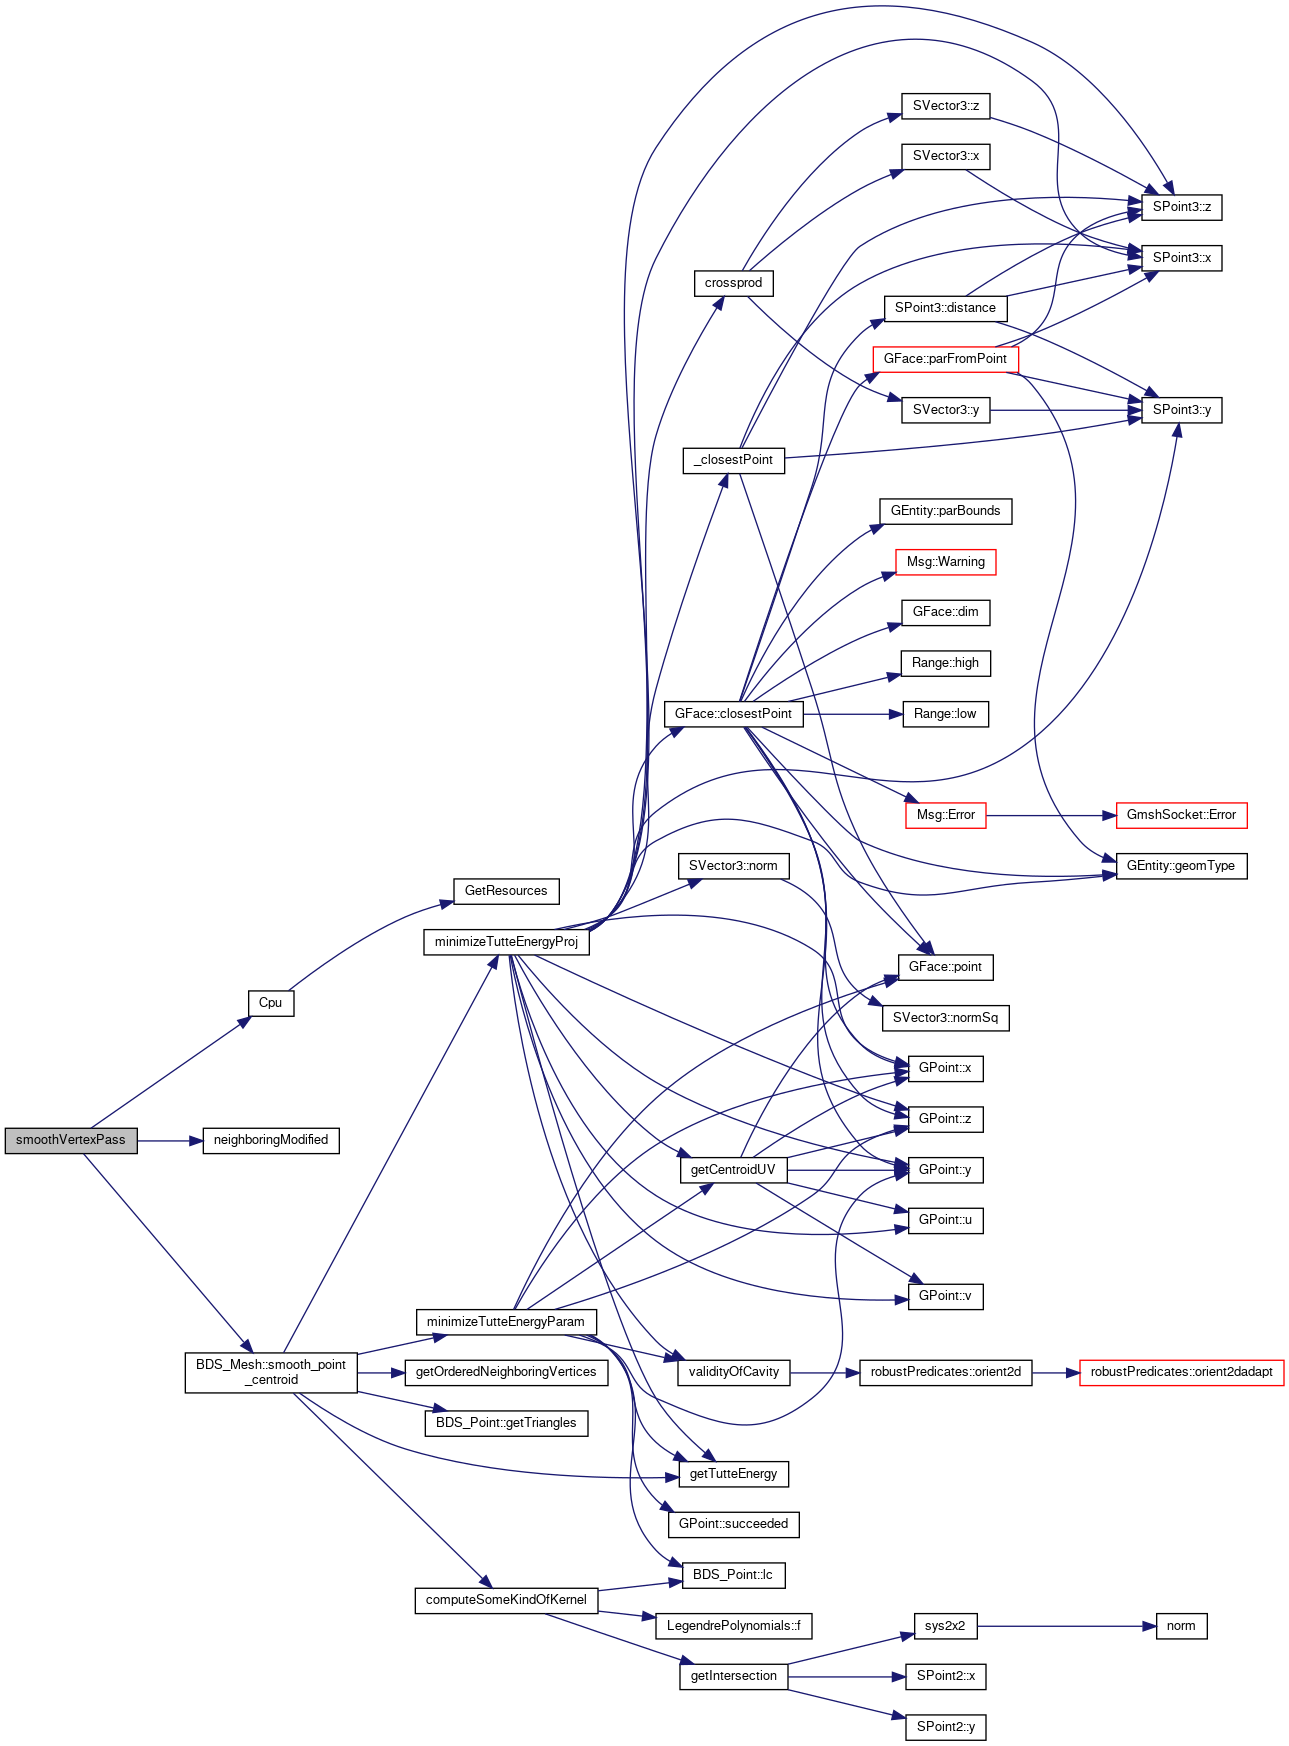 SVector3::z
SVector3::x
SPoint3::z
SPoint3::x
crossprod
SPoint3::distance
GFace::parFromPoint
SVector3::y
SPoint3::y
_closestPoint
GEntity::parBounds
Msg::Warning
GFace::dim
Range::high
GFace::closestPoint
Range::low
Msg::Error
GmshSocket::Error
SVector3::norm
GEntity::geomType
GetResources
minimizeTutteEnergyProj
GFace::point
Cpu
SVector3::normSq
GPoint::x
GPoint::z
smoothVertexPass
neighboringModified
getCentroidUV
GPoint::y
GPoint::u
GPoint::v
minimizeTutteEnergyParam
BDS_Mesh::smooth_point
_centroid
getOrderedNeighboringVertices
validityOfCavity
robustPredicates::orient2d
robustPredicates::orient2dadapt
BDS_Point::getTriangles
getTutteEnergy
GPoint::succeeded
BDS_Point::lc
computeSomeKindOfKernel
LegendrePolynomials::f
sys2x2
norm
getIntersection
SPoint2::x
SPoint2::y